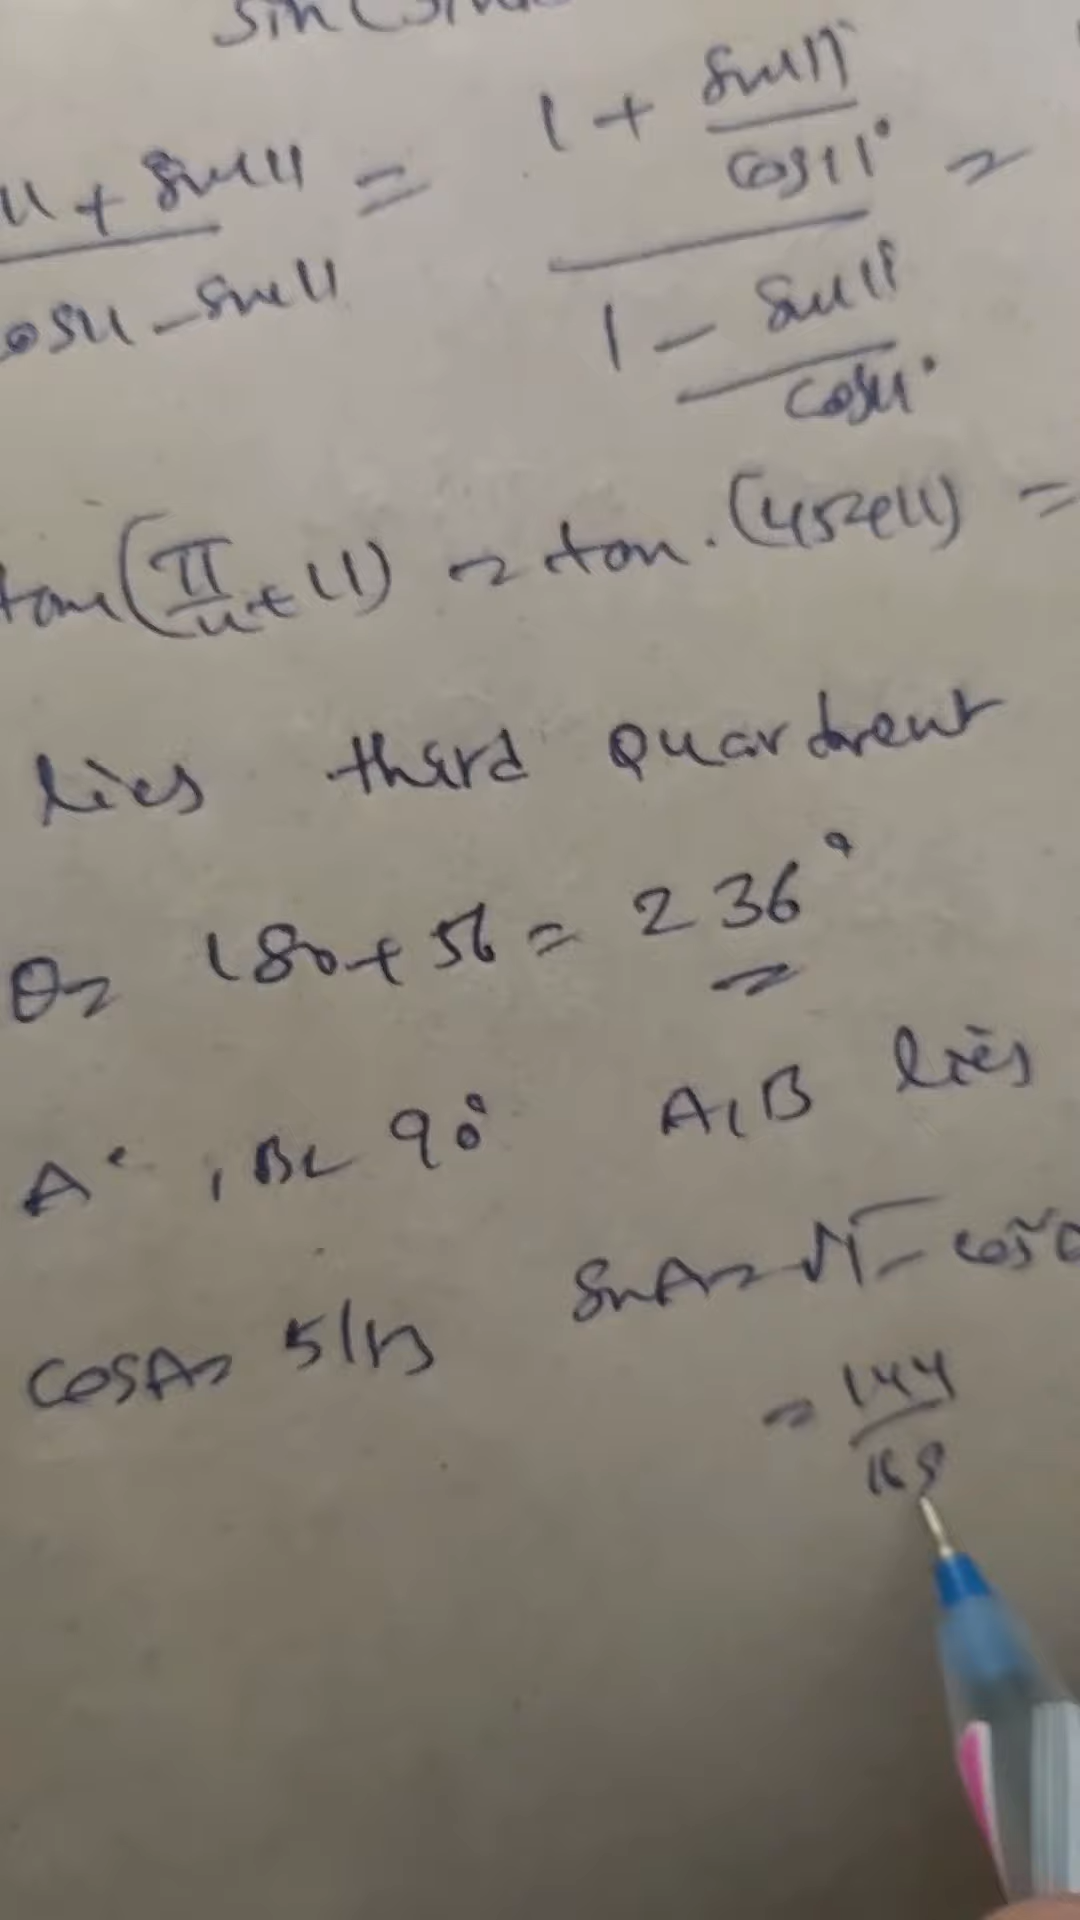 1 + sin11 / cos11° =
11 + sin11 / cos11 - sin11 =
1 - sin11 / cos11°
tan(π/4 + 11) = tan (45+11) =
lies third Quardrent
θ= 180+56 = 236°
A , B< 90° A, B lies
cosA= 5/13 sinA= √1 - cos²
= 144/169